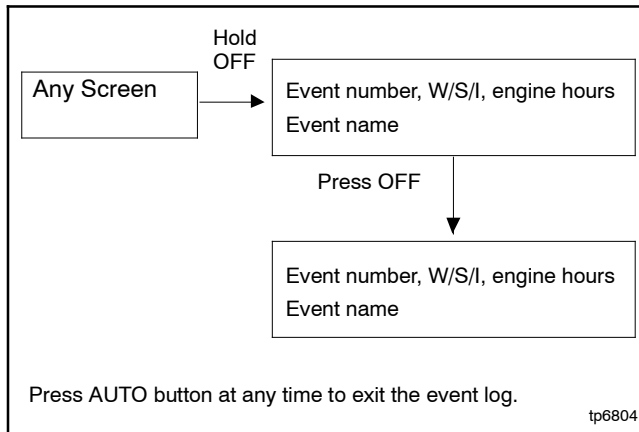 Hold
OFF
Any Screen
Event number, W/S/I, engine hours
Event name
Press OFF
Event number, W/S/I, engine hours
Event name
Press AUTO button at any time to exit the event log.
tp6804